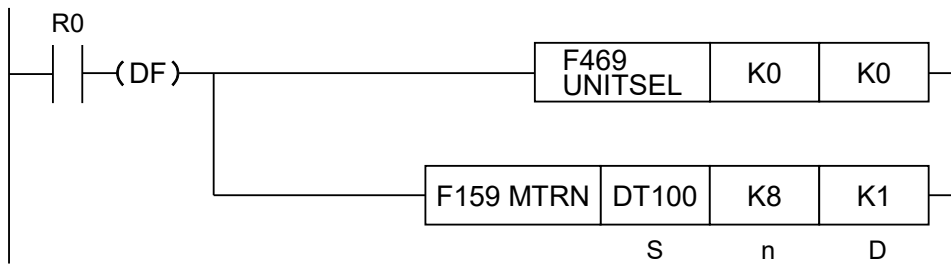 R0
(DF)
F469
UNITSEL
K0
K0
F159 MTRN
DT100
K8
K1
S
n
D